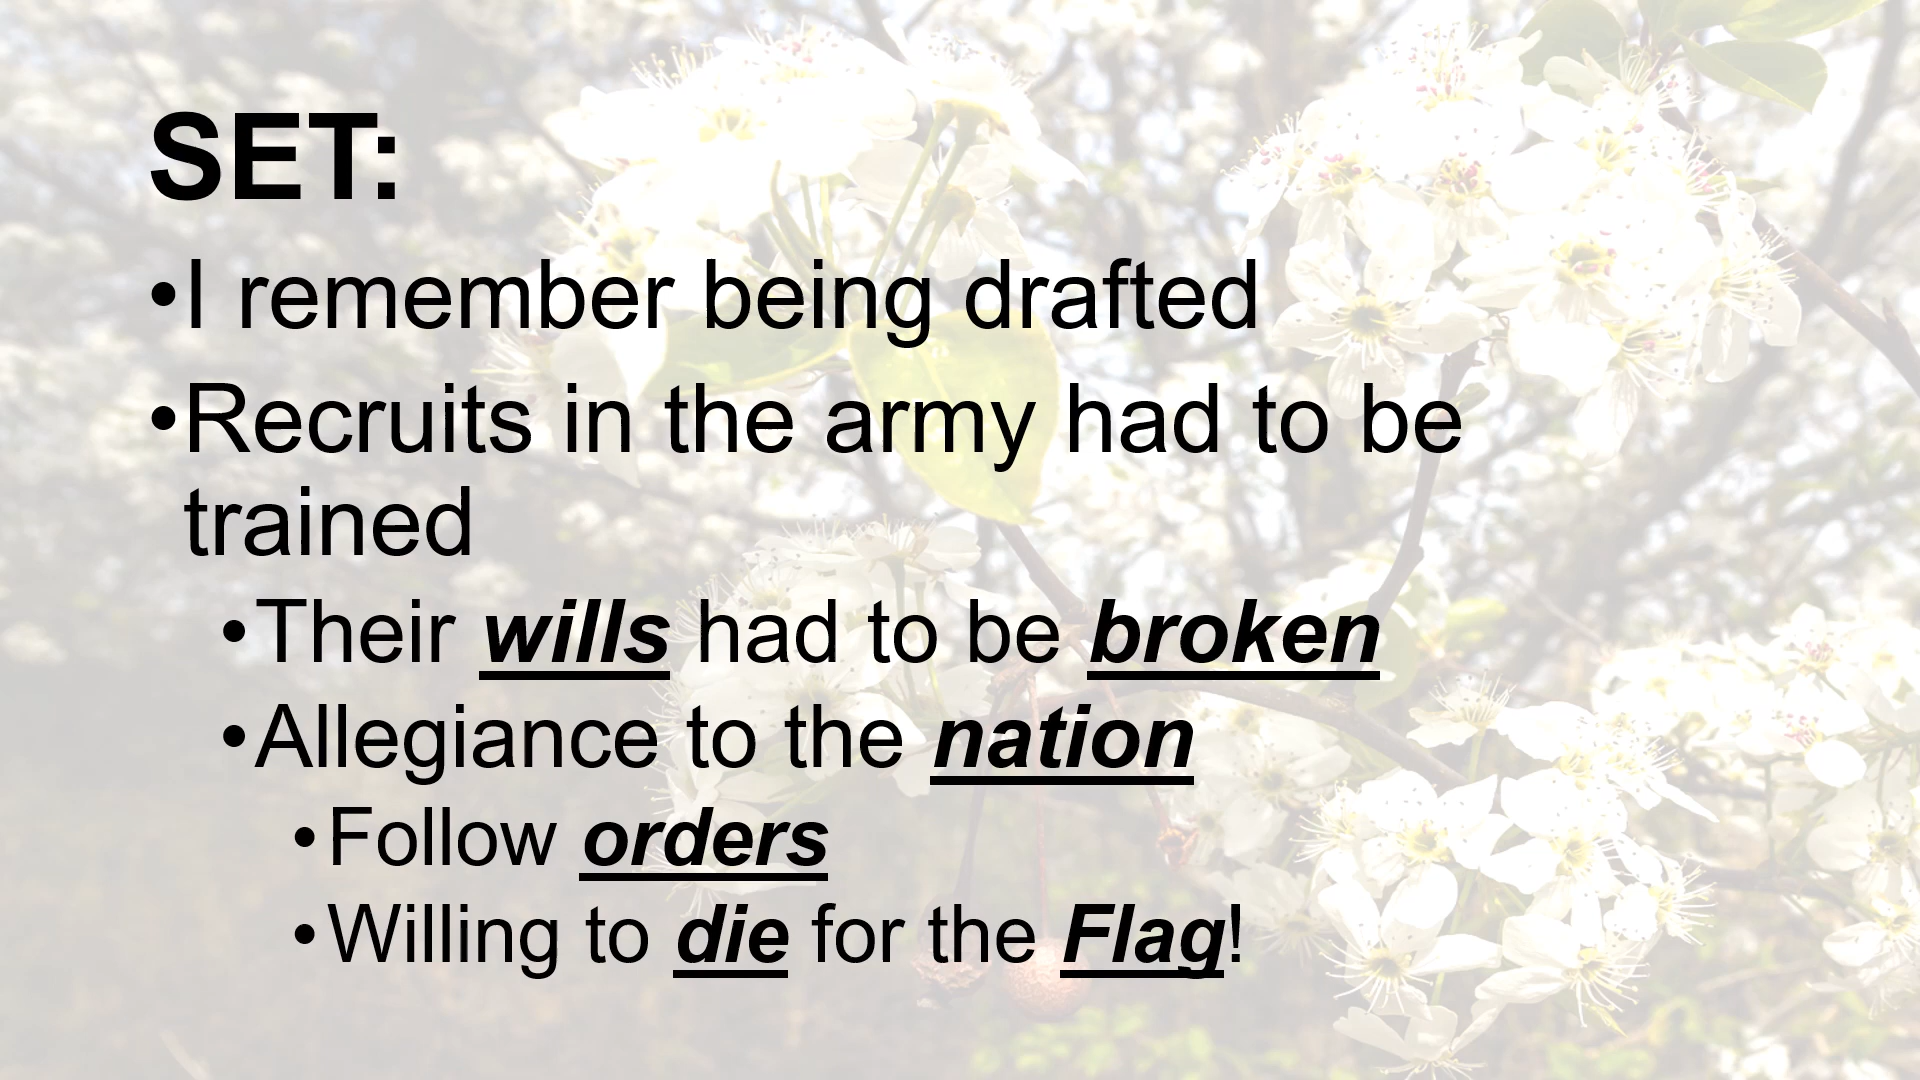 SET:
•I remember being drafted
•Recruits in the army had to be
trained
•Their wills had to be broken
•Allegiance to the nation
•Follow orders
•Willing to die for the Flag!